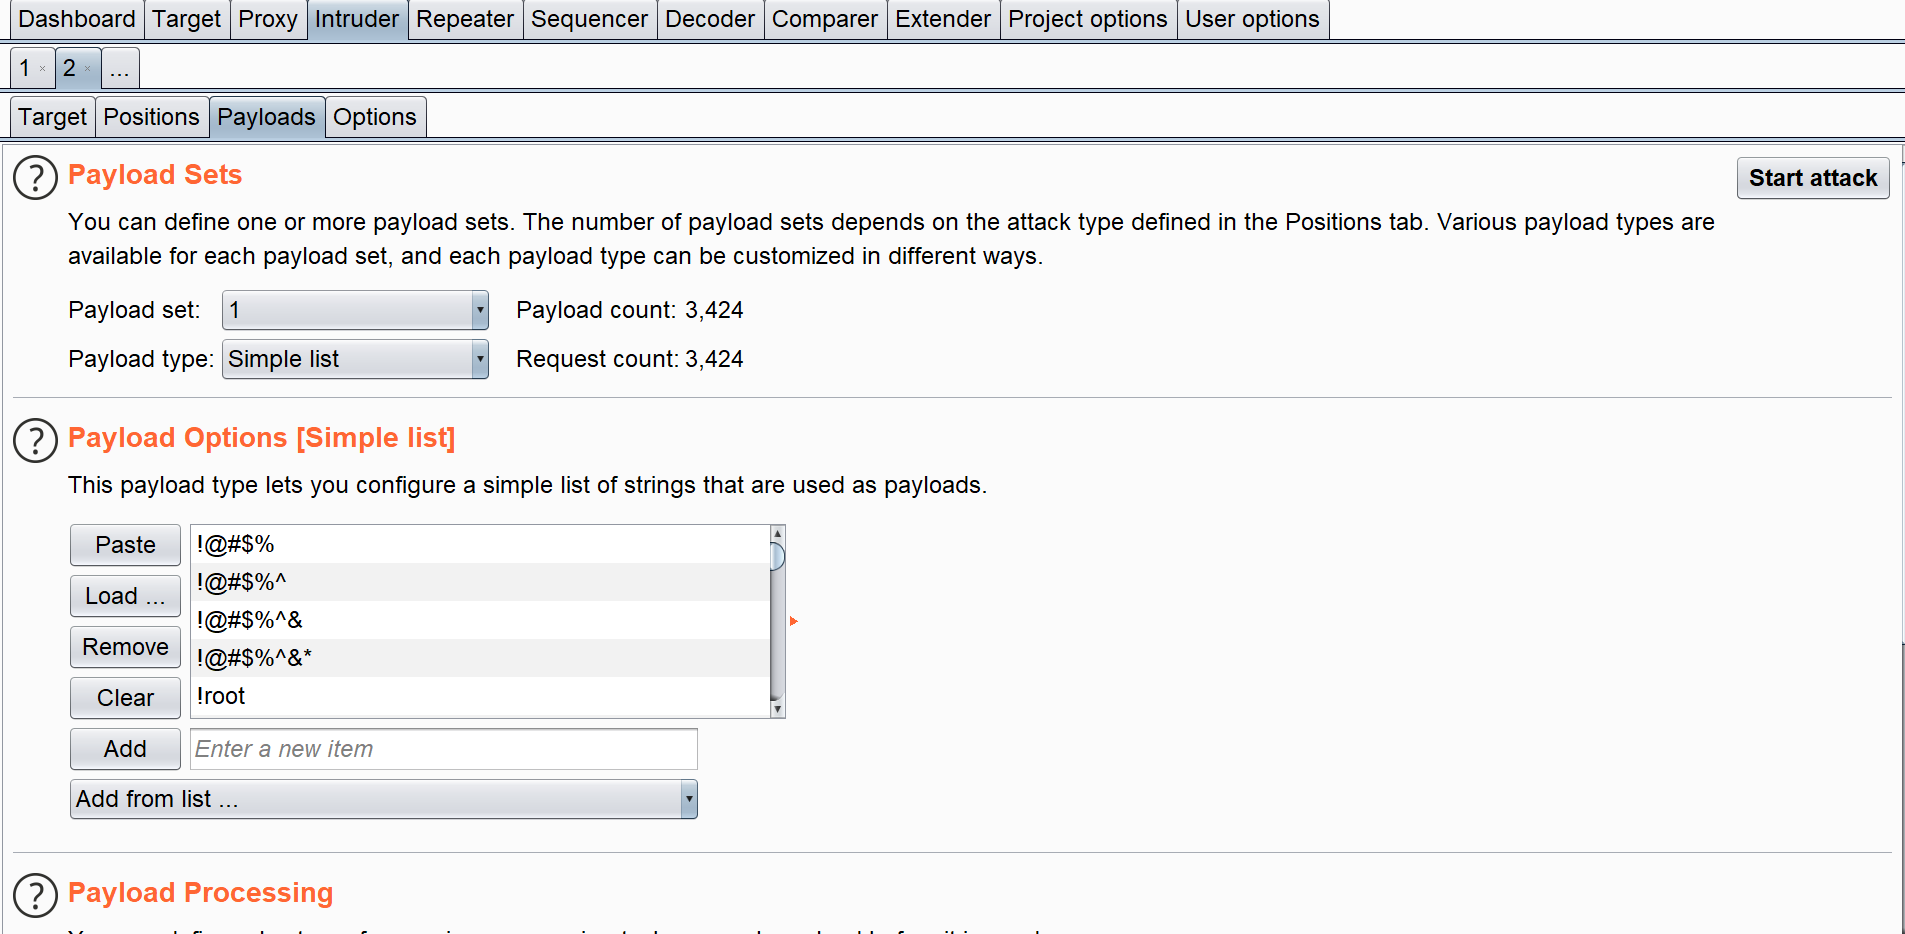 Dashboard Target Proxy Intruder Repeater Sequencer Decoder Comparer Extender Project options User options
1 × 2 × ...
Target Positions Payloads Options
? Payload Sets
Start attack
You can define one or more payload sets. The number of payload sets depends on the attack type defined in the Positions tab. Various payload types are
available for each payload set, and each payload type can be customized in different ways.
Payload set: 1 Payload count: 3,424
Payload type: Simple list Request count: 3,424
? Payload Options [Simple list]
This payload type lets you configure a simple list of strings that are used as payloads.
Paste !@#$%
!@#$%^
Load ... !@#$%^&
Remove !@#$%^&*
Clear !root
Add Enter a new item
Add from list ...
? Payload Processing